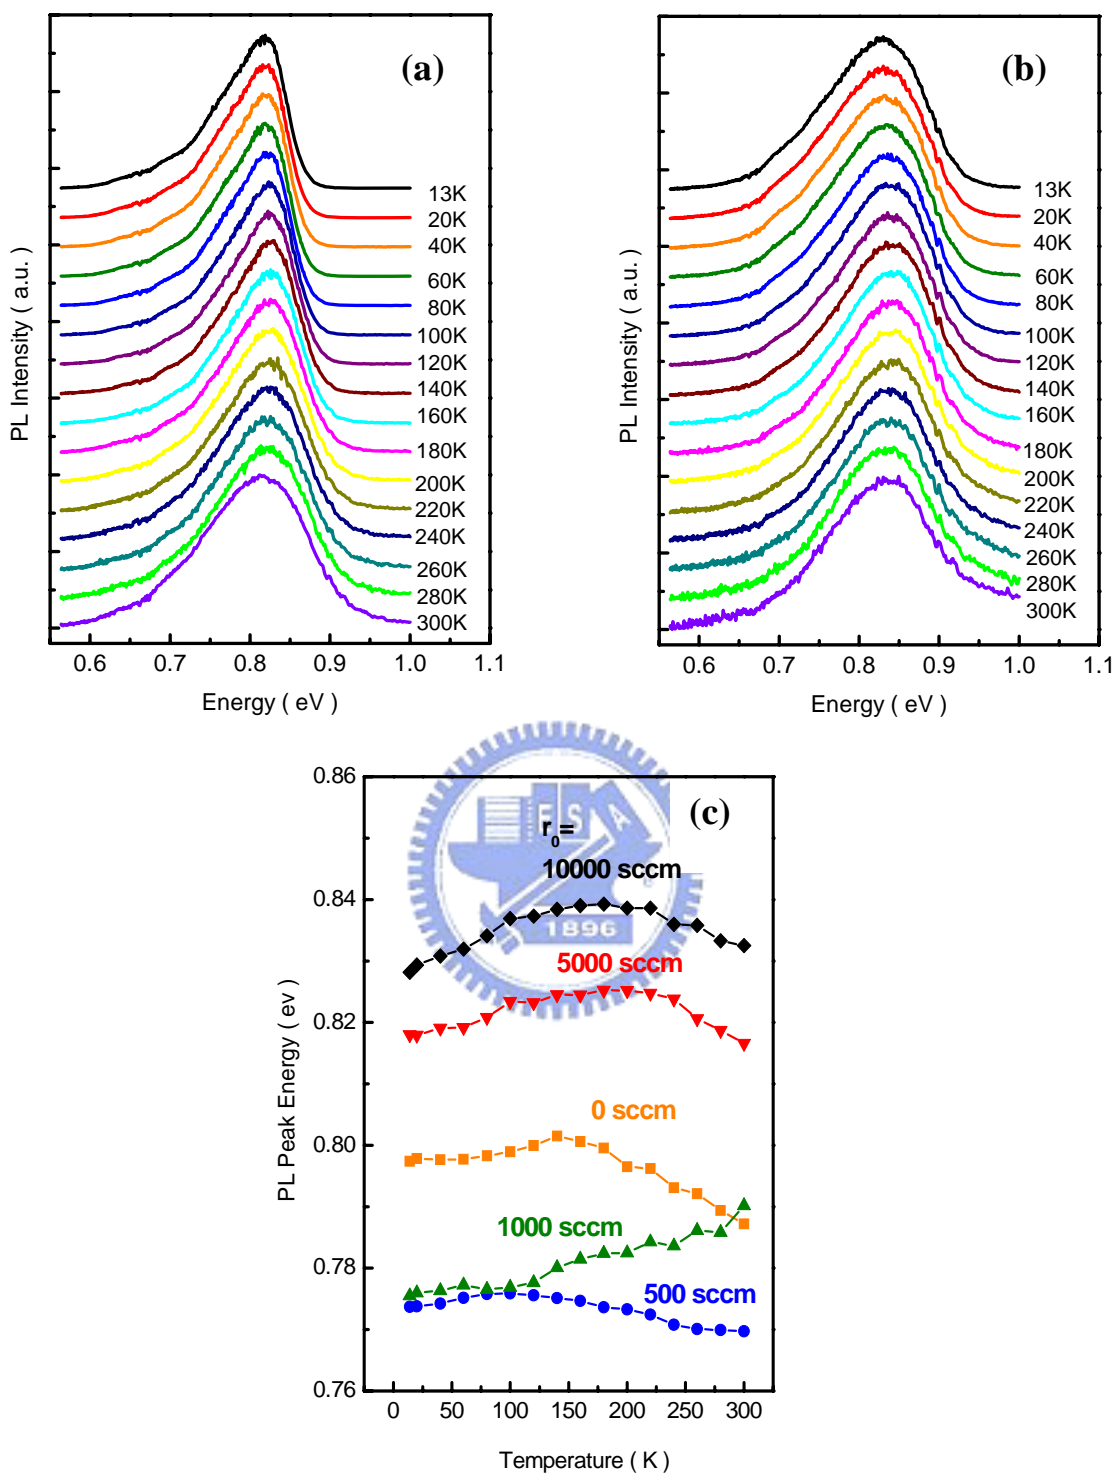 (a)
13K
20K
40K
60K
80K
100K
120K
140K
160K
180K
200K
220K
240K
260K
280K
300K
PL Intensity ( a.u. )
0.6 0.7 0.8 0.9 1.0 1.1
Energy ( eV )
(b)
13K
20K
40K
60K
80K
100K
120K
140K
160K
180K
200K
220K
240K
260K
280K
300K
PL Intensity ( a.u. )
0.6 0.7 0.8 0.9 1.0 1.1
Energy ( eV )
(c)
r0=
10000 sccm
5000 sccm
0 sccm
1000 sccm
500 sccm
E S A
1896
PL Peak Energy ( ev )
0.86
0.84
0.82
0.80
0.78
0.76
0 50 100 150 200 250 300
Temperature ( K )